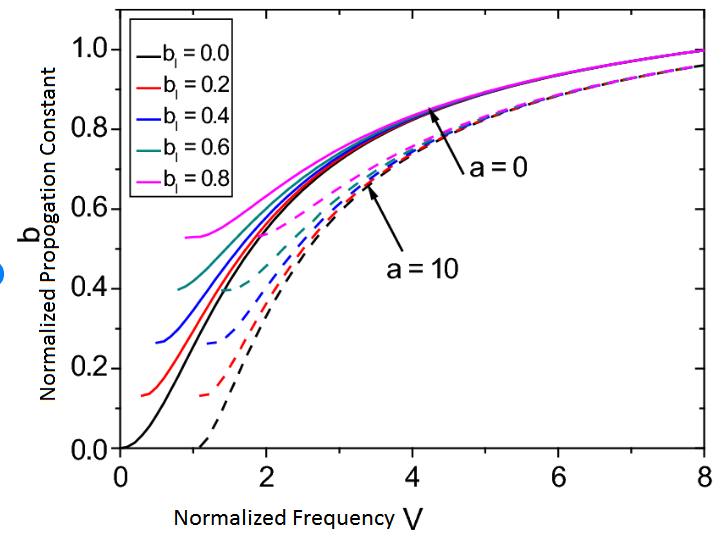 b_l = 0.0
b_l = 0.2
b_l = 0.4
b_l = 0.6
b_l = 0.8
1.0
0.8
0.6
0.4
0.2
0.0
Normalized Propogation Constant
b
a = 0
a = 10
0 2 4 6 8
Normalized Frequency V